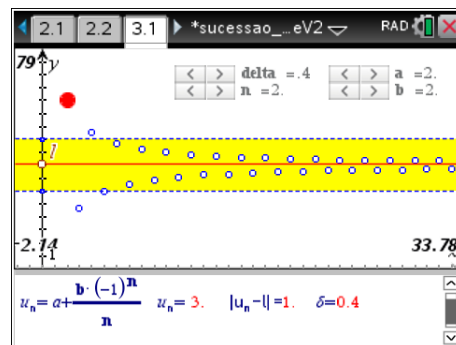 2.1 2.2 3.1 *sucessao_...eV2 RAD
79 y
< > delta =.4 < > a =2.
< > n =2. < > b =2.
l
-2.14 33.78
1
uₙ= a+ b·(-1)ⁿ/n uₙ= 3. |uₙ-l|=1. δ=0.4